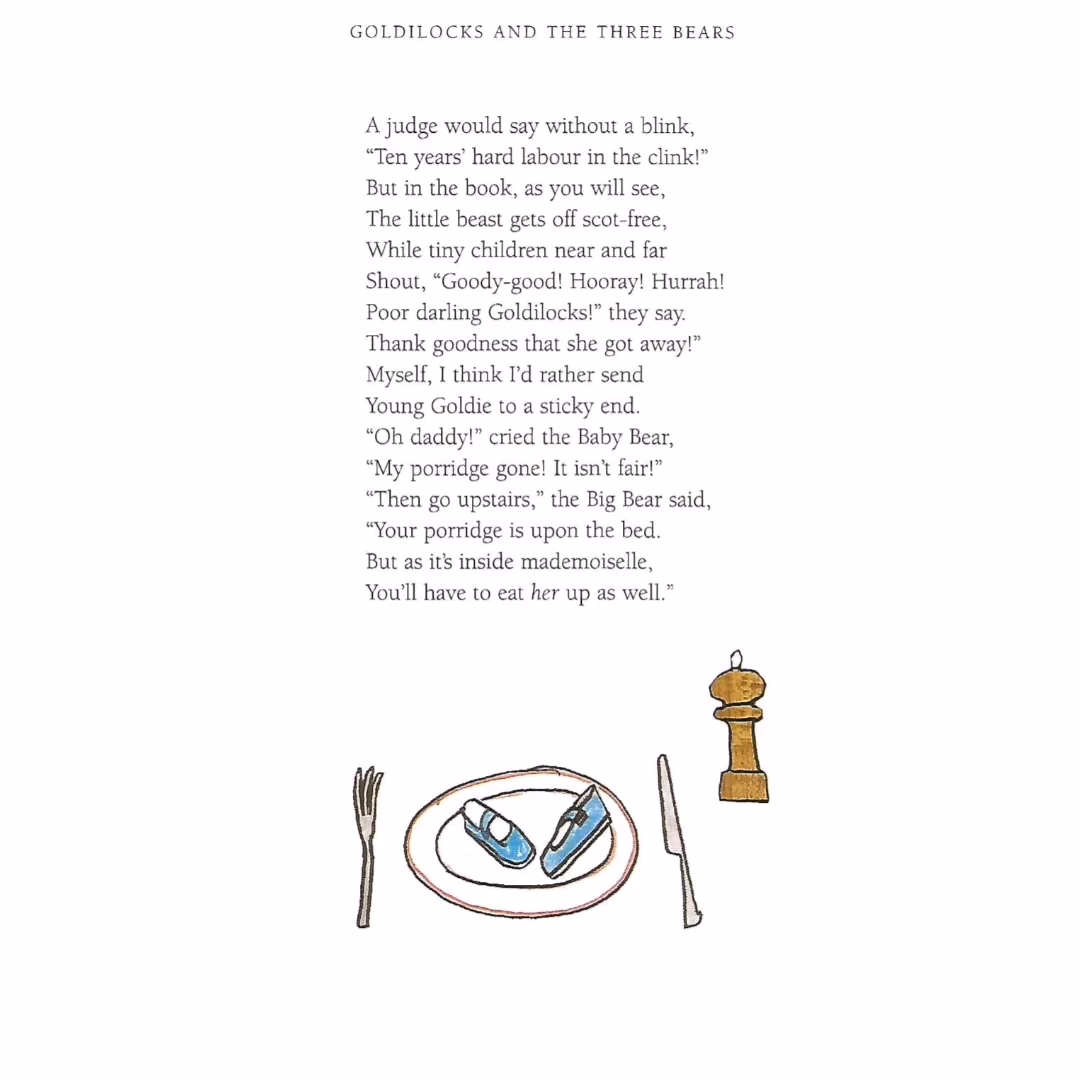 GOLDILOCKS AND THE THREE BEARS
A judge would say without a blink,
“Ten years’ hard labour in the clink!”
But in the book, as you will see,
The little beast gets off scot-free,
While tiny children near and far
Shout, “Goody-good! Hooray! Hurrah!
Poor darling Goldilocks!” they say.
Thank goodness that she got away!”
Myself, I think I’d rather send
Young Goldie to a sticky end.
“Oh daddy!” cried the Baby Bear,
“My porridge gone! It isn’t fair!”
“Then go upstairs,” the Big Bear said,
“Your porridge is upon the bed.
But as it’s inside mademoiselle,
You’ll have to eat her up as well.”